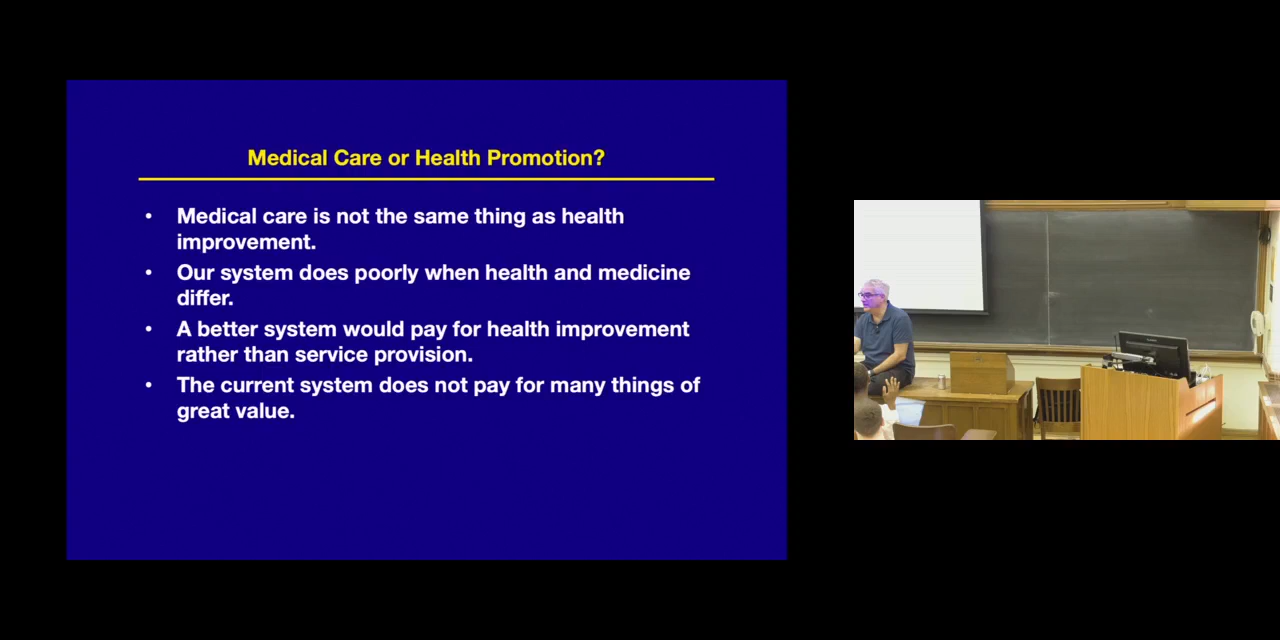 Medical Care or Health Promotion?
• Medical care is not the same thing as health
improvement.
• Our system does poorly when health and medicine
differ.
• A better system would pay for health improvement
rather than service provision.
• The current system does not pay for many things of
great value.